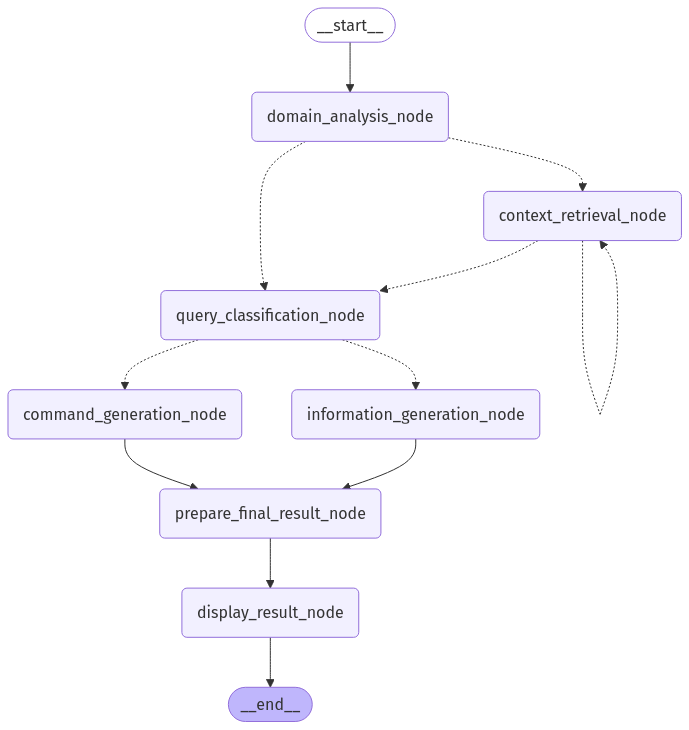 __start__
domain_analysis_node
context_retrieval_node
query_classification_node
command_generation_node
information_generation_node
prepare_final_result_node
display_result_node
__end__